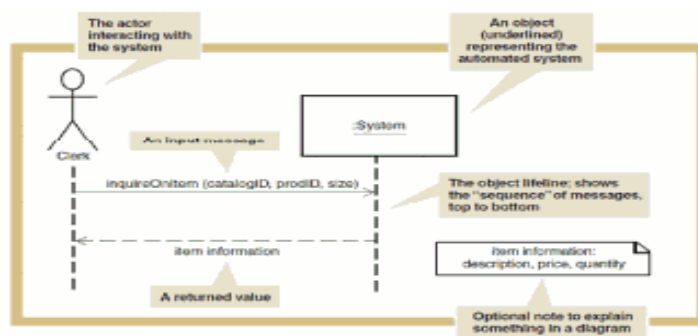 The actor
interacting with
the system
An object
(underlined)
representing the
automated system
:System
An input message
Clerk
inquireOnItem (catalogID, prodID, size)
The object lifeline; shows
the "sequence" of messages,
top to bottom
item information
item information:
description, price, quantity
A returned value
Optional note to explain
something in a diagram